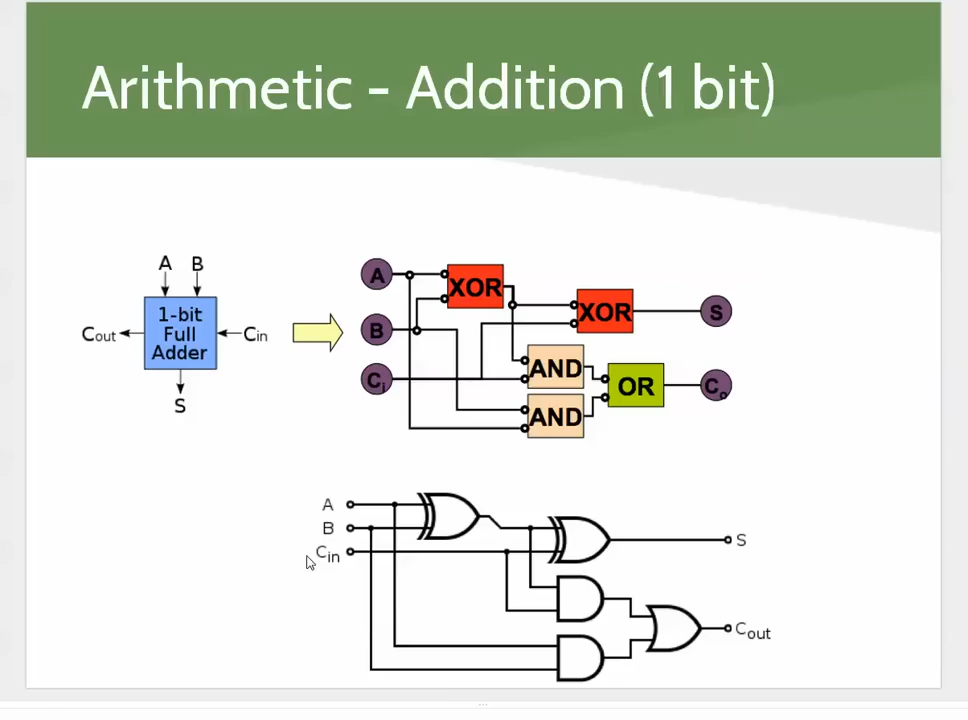 Arithmetic - Addition (1 bit)
A B
1-bit
Full
Adder
Cout
Cin
S
A
B
Ci
XOR
XOR
AND
AND
OR
S
Co
A
B
Cin
S
Cout